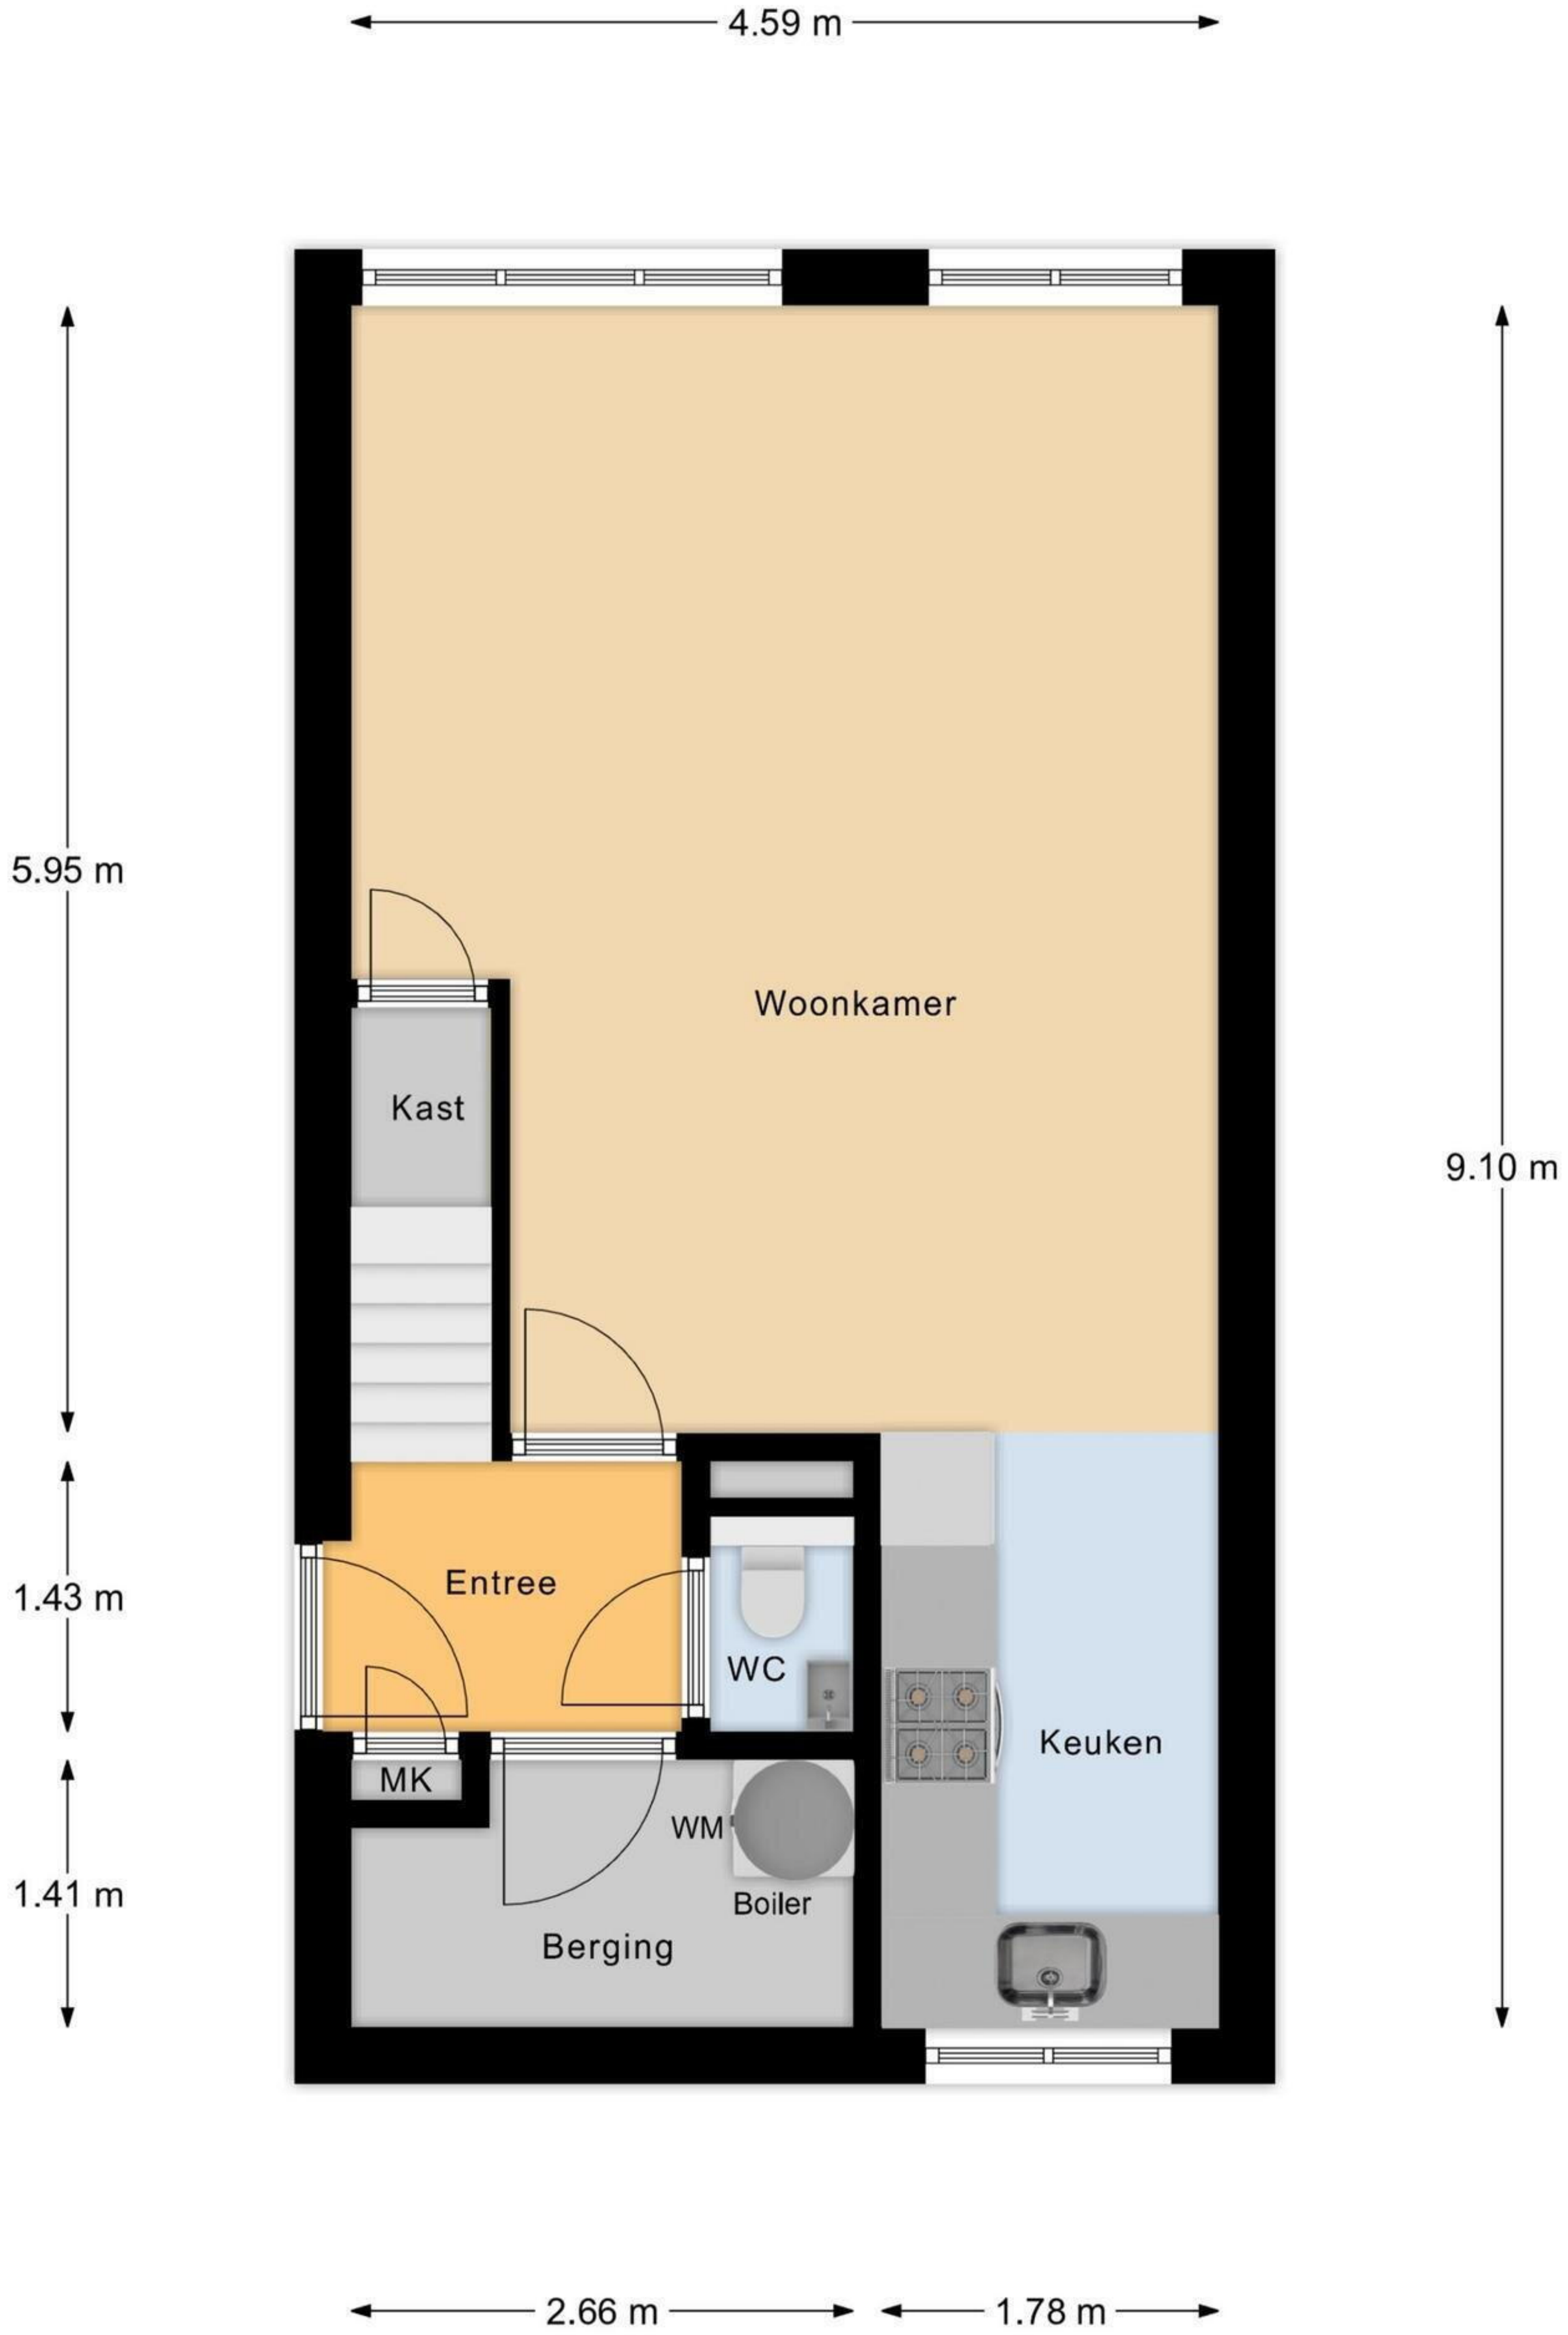 4.59 m
5.95 m
Woonkamer
Kast
9.10 m
Entree
1.43 m
WC
Keuken
MK
WM
1.41 m
Boiler
Berging
2.66 m
1.78 m